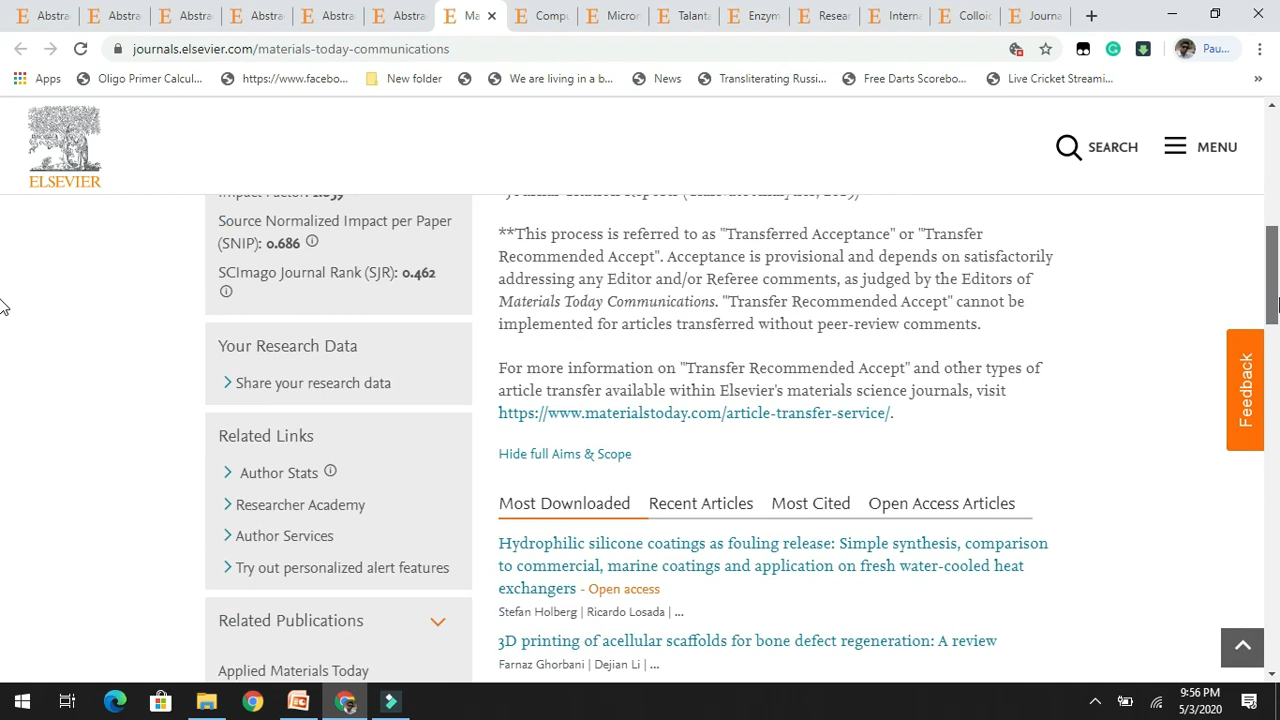 Abstra
Abstra
Abstra
Abstra
Abstra
Abstra
Ma
Compu
Micron
Talanta
Enzym
Resea
Interna
Colloid
Journa
journals.elsevier.com/materials-today-communications
Pau...
Apps
Oligo Primer Calcul...
https://www.facebo...
New folder
We are living in a b...
News
Transliterating Russi...
Free Darts Scorebo...
Live Cricket Streami...
»
ELSEVIER
SEARCH
MENU
Impact Factor:
Source Normalized Impact per Paper
(SNIP): 0.686
SCImago Journal Rank (SJR): 0.462
Your Research Data
Share your research data
Related Links
Author Stats
Researcher Academy
Author Services
Try out personalized alert features
Related Publications
Applied Materials Today
**This process is referred to as "Transferred Acceptance" or "Transfer
Recommended Accept". Acceptance is provisional and depends on satisfactorily
addressing any Editor and/or Referee comments, as judged by the Editors of
Materials Today Communications. "Transfer Recommended Accept" cannot be
implemented for articles transferred without peer-review comments.
For more information on "Transfer Recommended Accept" and other types of
article transfer available within Elsevier's materials science journals, visit
https://www.materialstoday.com/article-transfer-service/.
Hide full Aims & Scope
Most Downloaded
Recent Articles
Most Cited
Open Access Articles
Hydrophilic silicone coatings as fouling release: Simple synthesis, comparison
to commercial, marine coatings and application on fresh water-cooled heat
exchangers - Open access
Stefan Holberg | Ricardo Losada | ...
3D printing of acellular scaffolds for bone defect regeneration: A review
Farnaz Ghorbani | Dejian Li | ...
Feedback
9:56 PM
5/3/2020